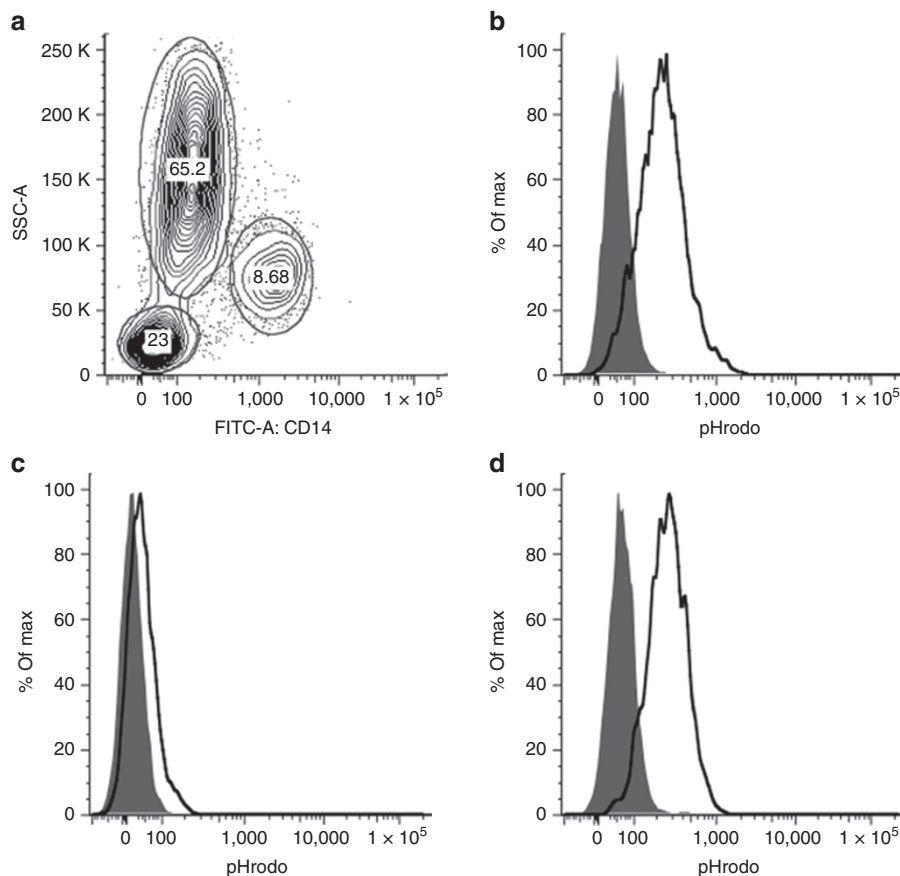 a
250 K
200 K
150 K
100 K
50 K
0
SSC-A
65.2
8.68
23
0 100 1,000 10,000 1 × 10⁵
FITC-A: CD14
b
100
80
60
40
20
0
% Of max
0 100 1,000 10,000 1 × 10⁵
pHrodo
c
100
80
60
40
20
0
% Of max
0 100 1,000 10,000 1 × 10⁵
pHrodo
d
100
80
60
40
20
0
% Of max
0 100 1,000 10,000 1 × 10⁵
pHrodo